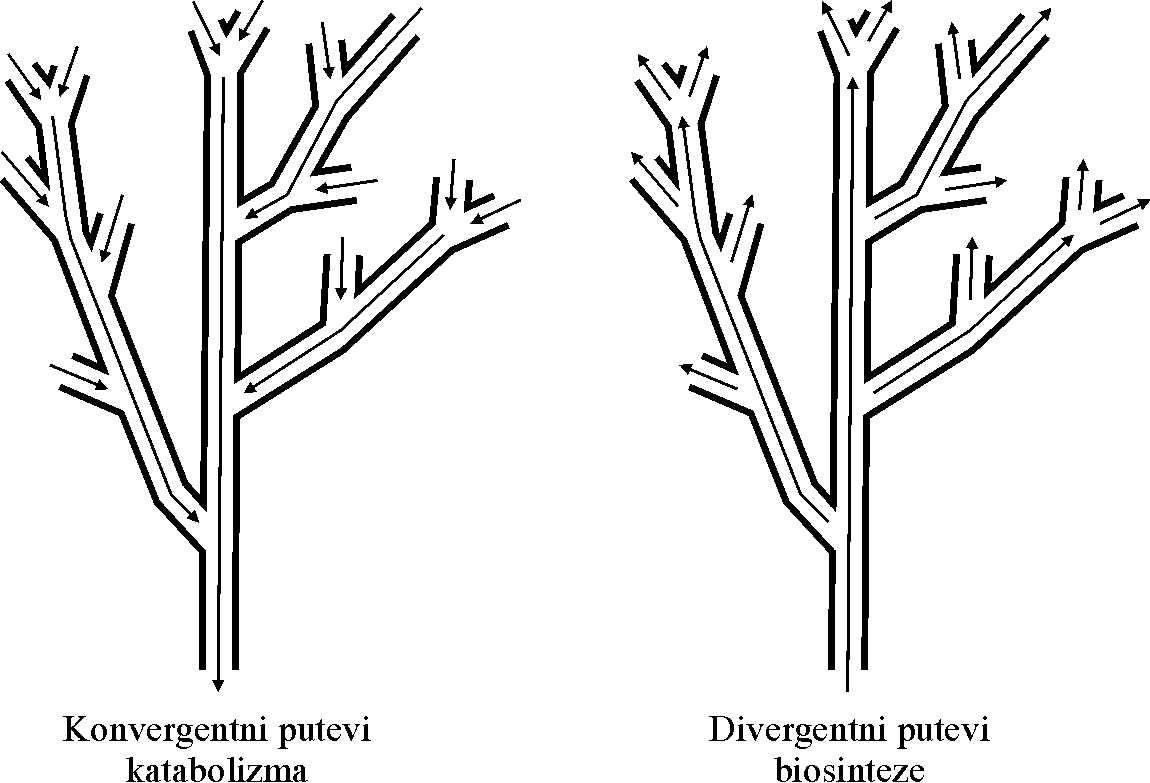 Konvergentni putevi
katabolizma
Divergentni putevi
biosinteze